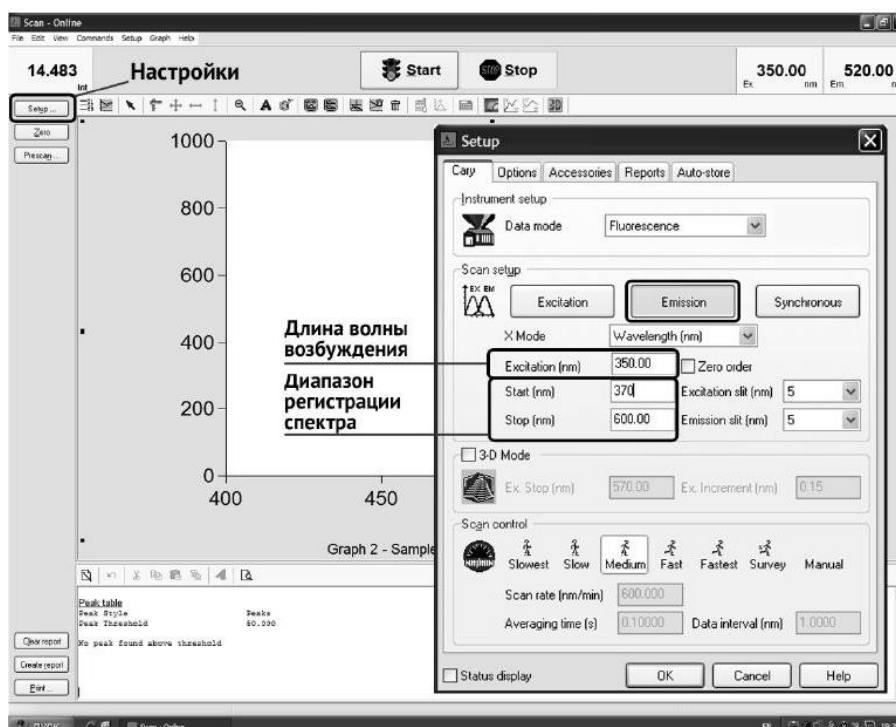 Scan - Online
File Edit View Commands Setup Graph Help
14.483
Int
Настройки
Start
Stop
350.00
Ex nm
520.00
Em
Setup ...
Zero
Prescan...
1000
800
600
400
200
0
400
450
Graph 2 - Sample
Длина волны
возбуждения
Диапазон
регистрации
спектра
Setup
Cary Options Accessories Reports Auto-store
Instrument setup
Data mode Fluorescence
Scan setup
EX EM
Excitation Emission Synchronous
X Mode Wavelength (nm)
Excitation (nm) 350.00 Zero order
Start (nm) 370 Excitation slit (nm) 5
Stop (nm) 600.00 Emission slit (nm) 5
3-D Mode
Ex. Stop (nm) 570.00 Ex. Increment (nm) 0.15
Scan control
Slowest Slow Medium Fast Fastest Survey Manual
Scan rate (nm/min) 600.000
Averaging time (s) 0.10000 Data interval (nm) 1.0000
Status display OK Cancel Help
Peak table
Peak Style Peaks
Peak Threshold
No peak found above threshold
Clear report
Create report
Print...
Scan - Online